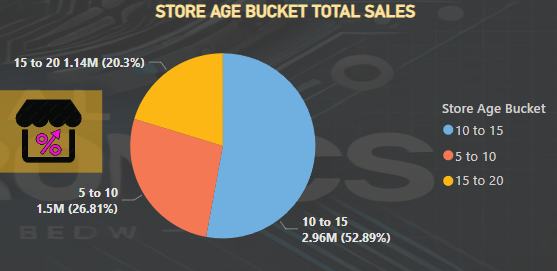 STORE AGE BUCKET TOTAL SALES
15 to 20 1.14M (20.3%)
5 to 10
1.5M (26.81%)
10 to 15
2.96M (52.89%)
Store Age Bucket
10 to 15
5 to 10
15 to 20
%
BEDW